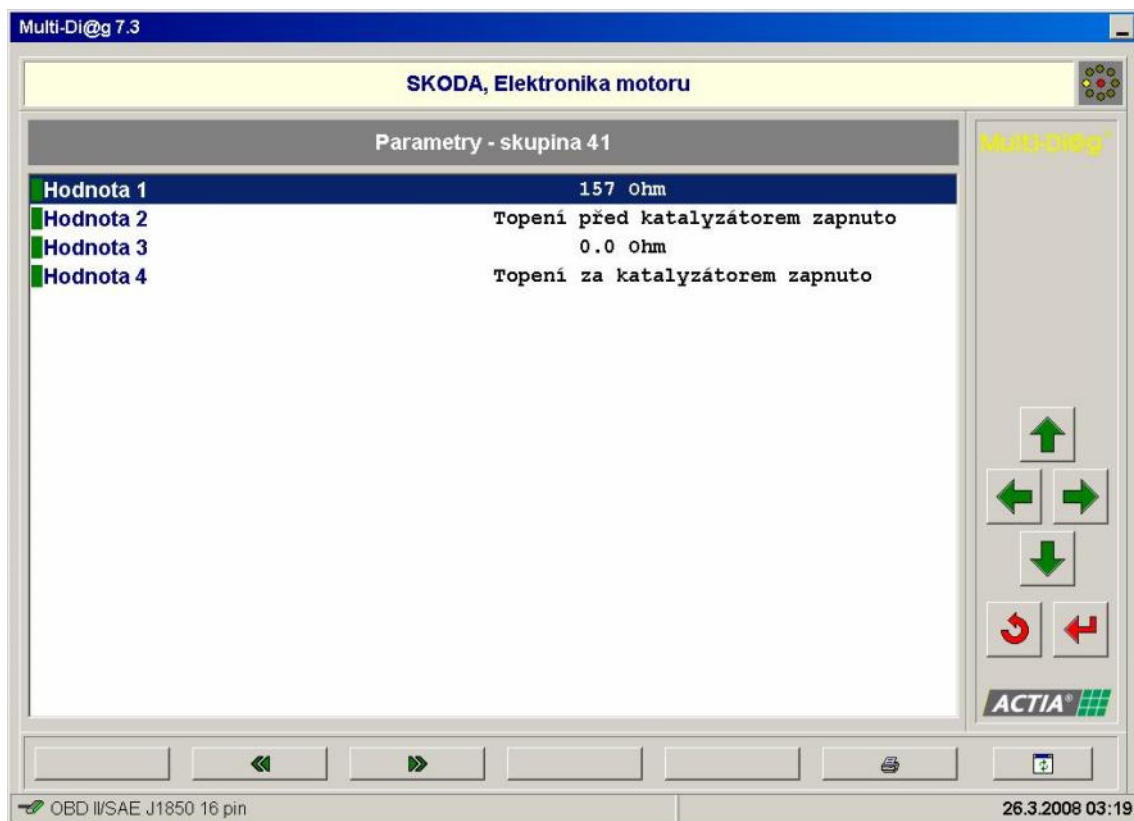 Multi-Di@g 7.3
SKODA, Elektronika motoru
Parametry - skupina 41
Multi-Di@g
Hodnota 1 157 Ohm
Hodnota 2 Topení před katalyzátorem zapnuto
Hodnota 3 0.0 Ohm
Hodnota 4 Topení za katalyzátorem zapnuto
ACTIA®
OBD II/SAE J1850 16 pin 26.3.2008 03:19